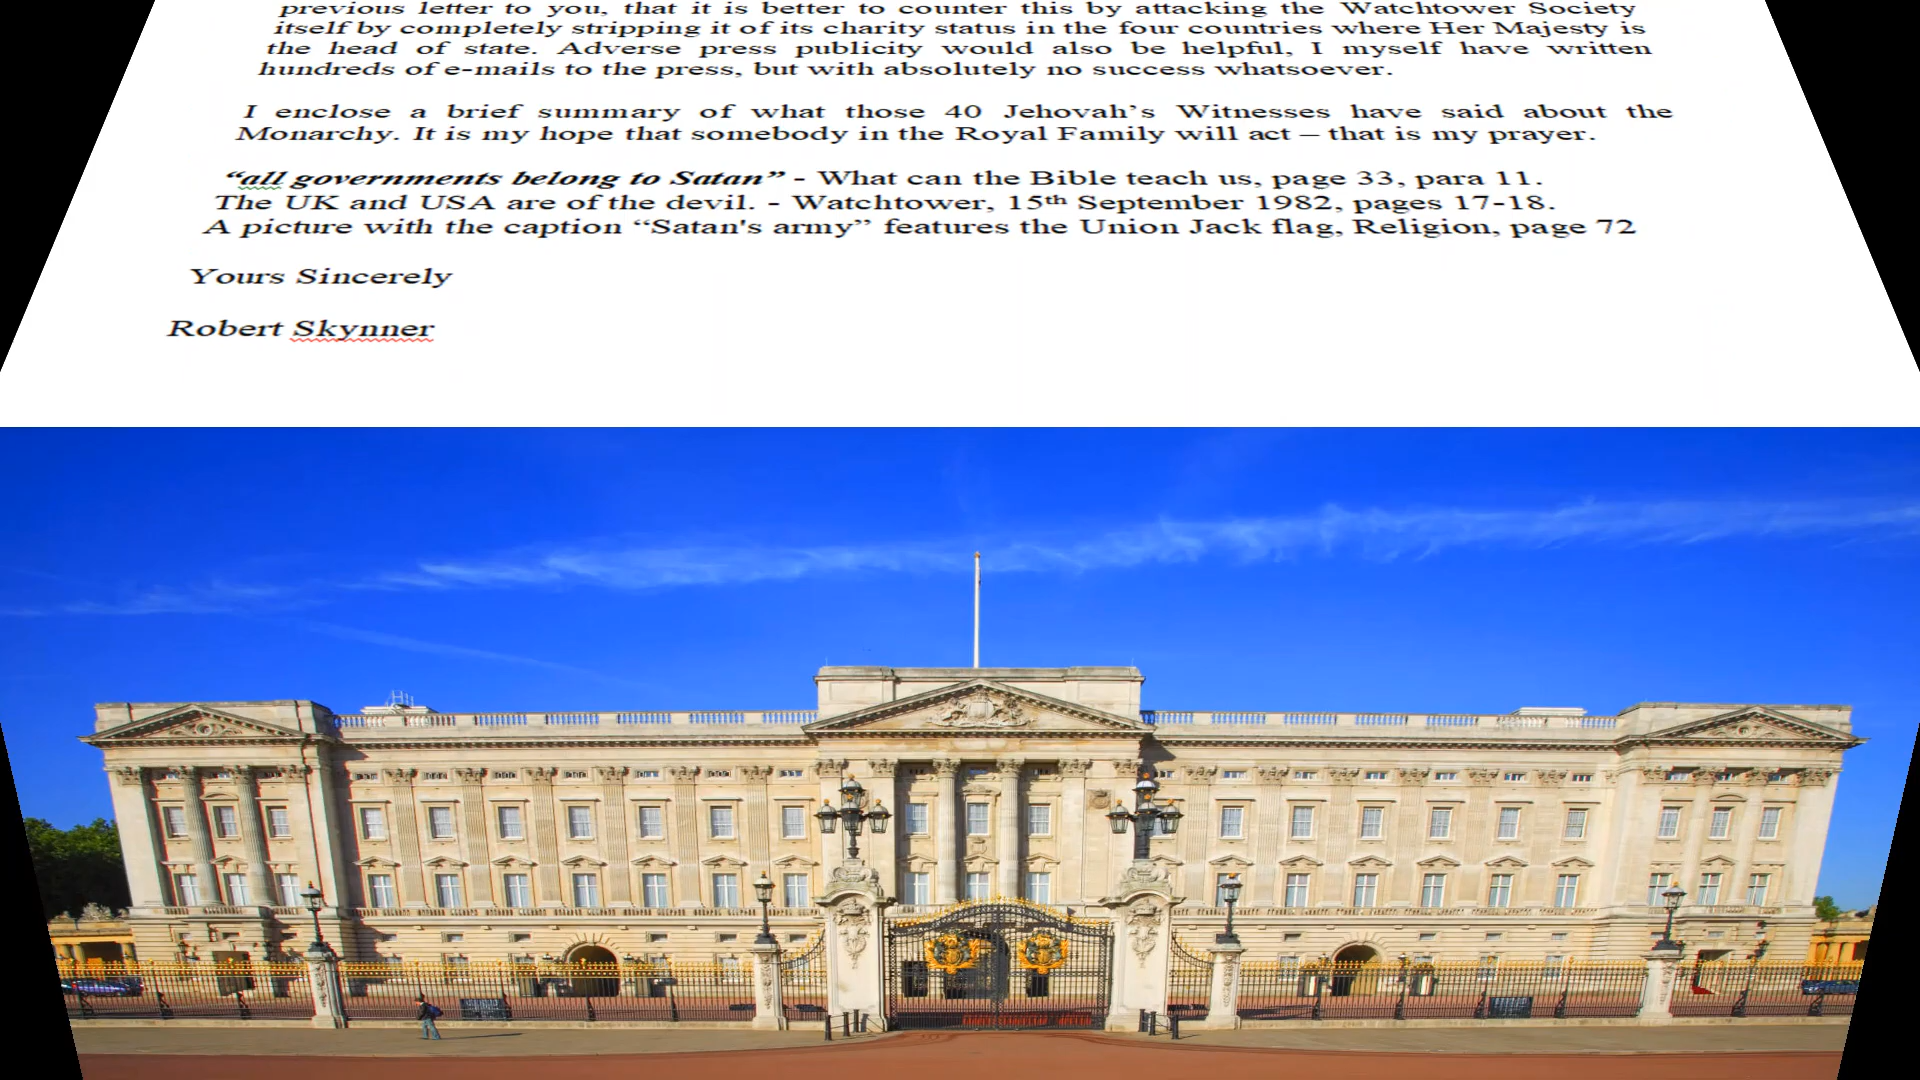 previous letter to you, that it is better to counter this by attacking the Watchtower Society
itself by completely stripping it of its charity status in the four countries where Her Majesty is
the head of state. Adverse press publicity would also be helpful, I myself have written
hundreds of e-mails to the press, but with absolutely no success whatsoever.
I enclose a brief summary of what those 40 Jehovah’s Witnesses have said about the
Monarchy. It is my hope that somebody in the Royal Family will act – that is my prayer.
“all governments belong to Satan” - What can the Bible teach us, page 33, para 11.
The UK and USA are of the devil. - Watchtower, 15th September 1982, pages 17-18.
A picture with the caption “Satan's army” features the Union Jack flag, Religion, page 72
Yours Sincerely
Robert Skynner